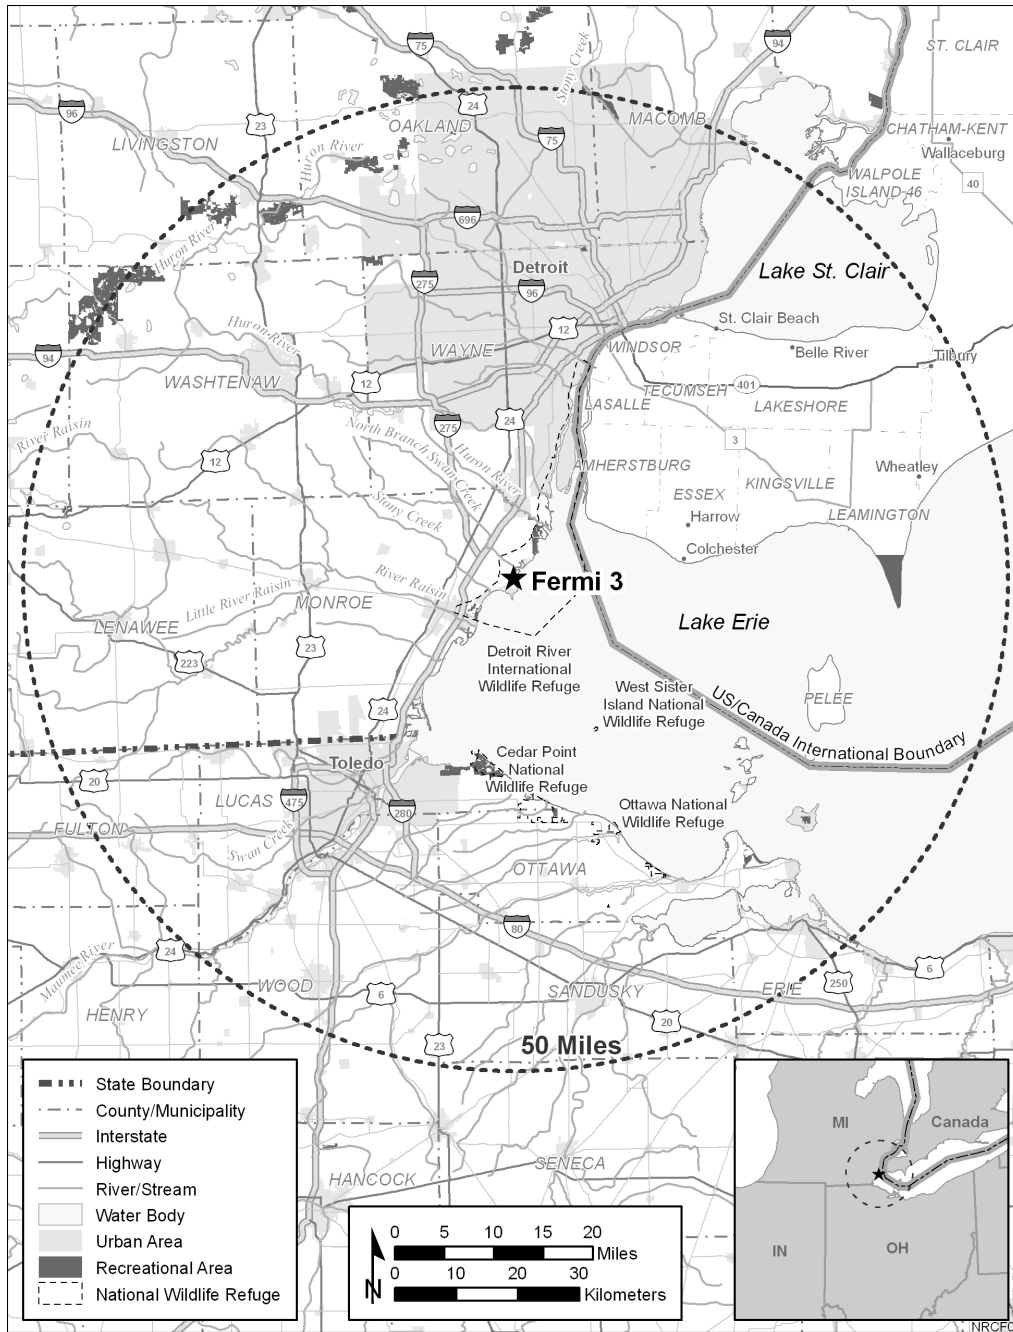 75
94
ST. CLAIR
96
24
Stony Creek
23
OAKLAND
MACOMB
CHATHAM-KENT
LIVINGSTON
75
Wallaceburg
Huron River
WALPOLE
ISLAND 46
40
696
Huron River
Detroit
Lake St. Clair
275
96
St. Clair Beach
12
Huron River
WINDSOR
Belle River
Tilbury
94
WAYNE
WASHTENAW
12
TECUMSEH
401
LASALLE
LAKESHORE
24
275
North Branch Swan Creek
River Raisin
3
12
Huron River
AMHERSTBURG
Wheatley
KINGSVILLE
Stony Creek
ESSEX
Harrow
LEAMINGTON
Colchester
River Raisin
Fermi 3
Little River Raisin
MONROE
Lake Erie
LENAWEE
23
223
Detroit River
International
Wildlife Refuge
West Sister
Island National
Wildlife Refuge
PELEE
24
US/Canada International Boundary
Cedar Point
National
Wildlife Refuge
Toledo
20
LUCAS
475
280
Ottawa National
Wildlife Refuge
FULTON
Swan Creek
OTTAWA
80
24
Maumee River
6
WOOD
6
SANDUSKY
ERIE
250
HENRY
20
23
50 Miles
State Boundary
County/Municipality
Interstate
Highway
River/Stream
Water Body
Urban Area
Recreational Area
National Wildlife Refuge
HANCOCK
SENECA
0 5 10 15 20
Miles
0 10 20 30
Kilometers
N
MI
Canada
IN
OH